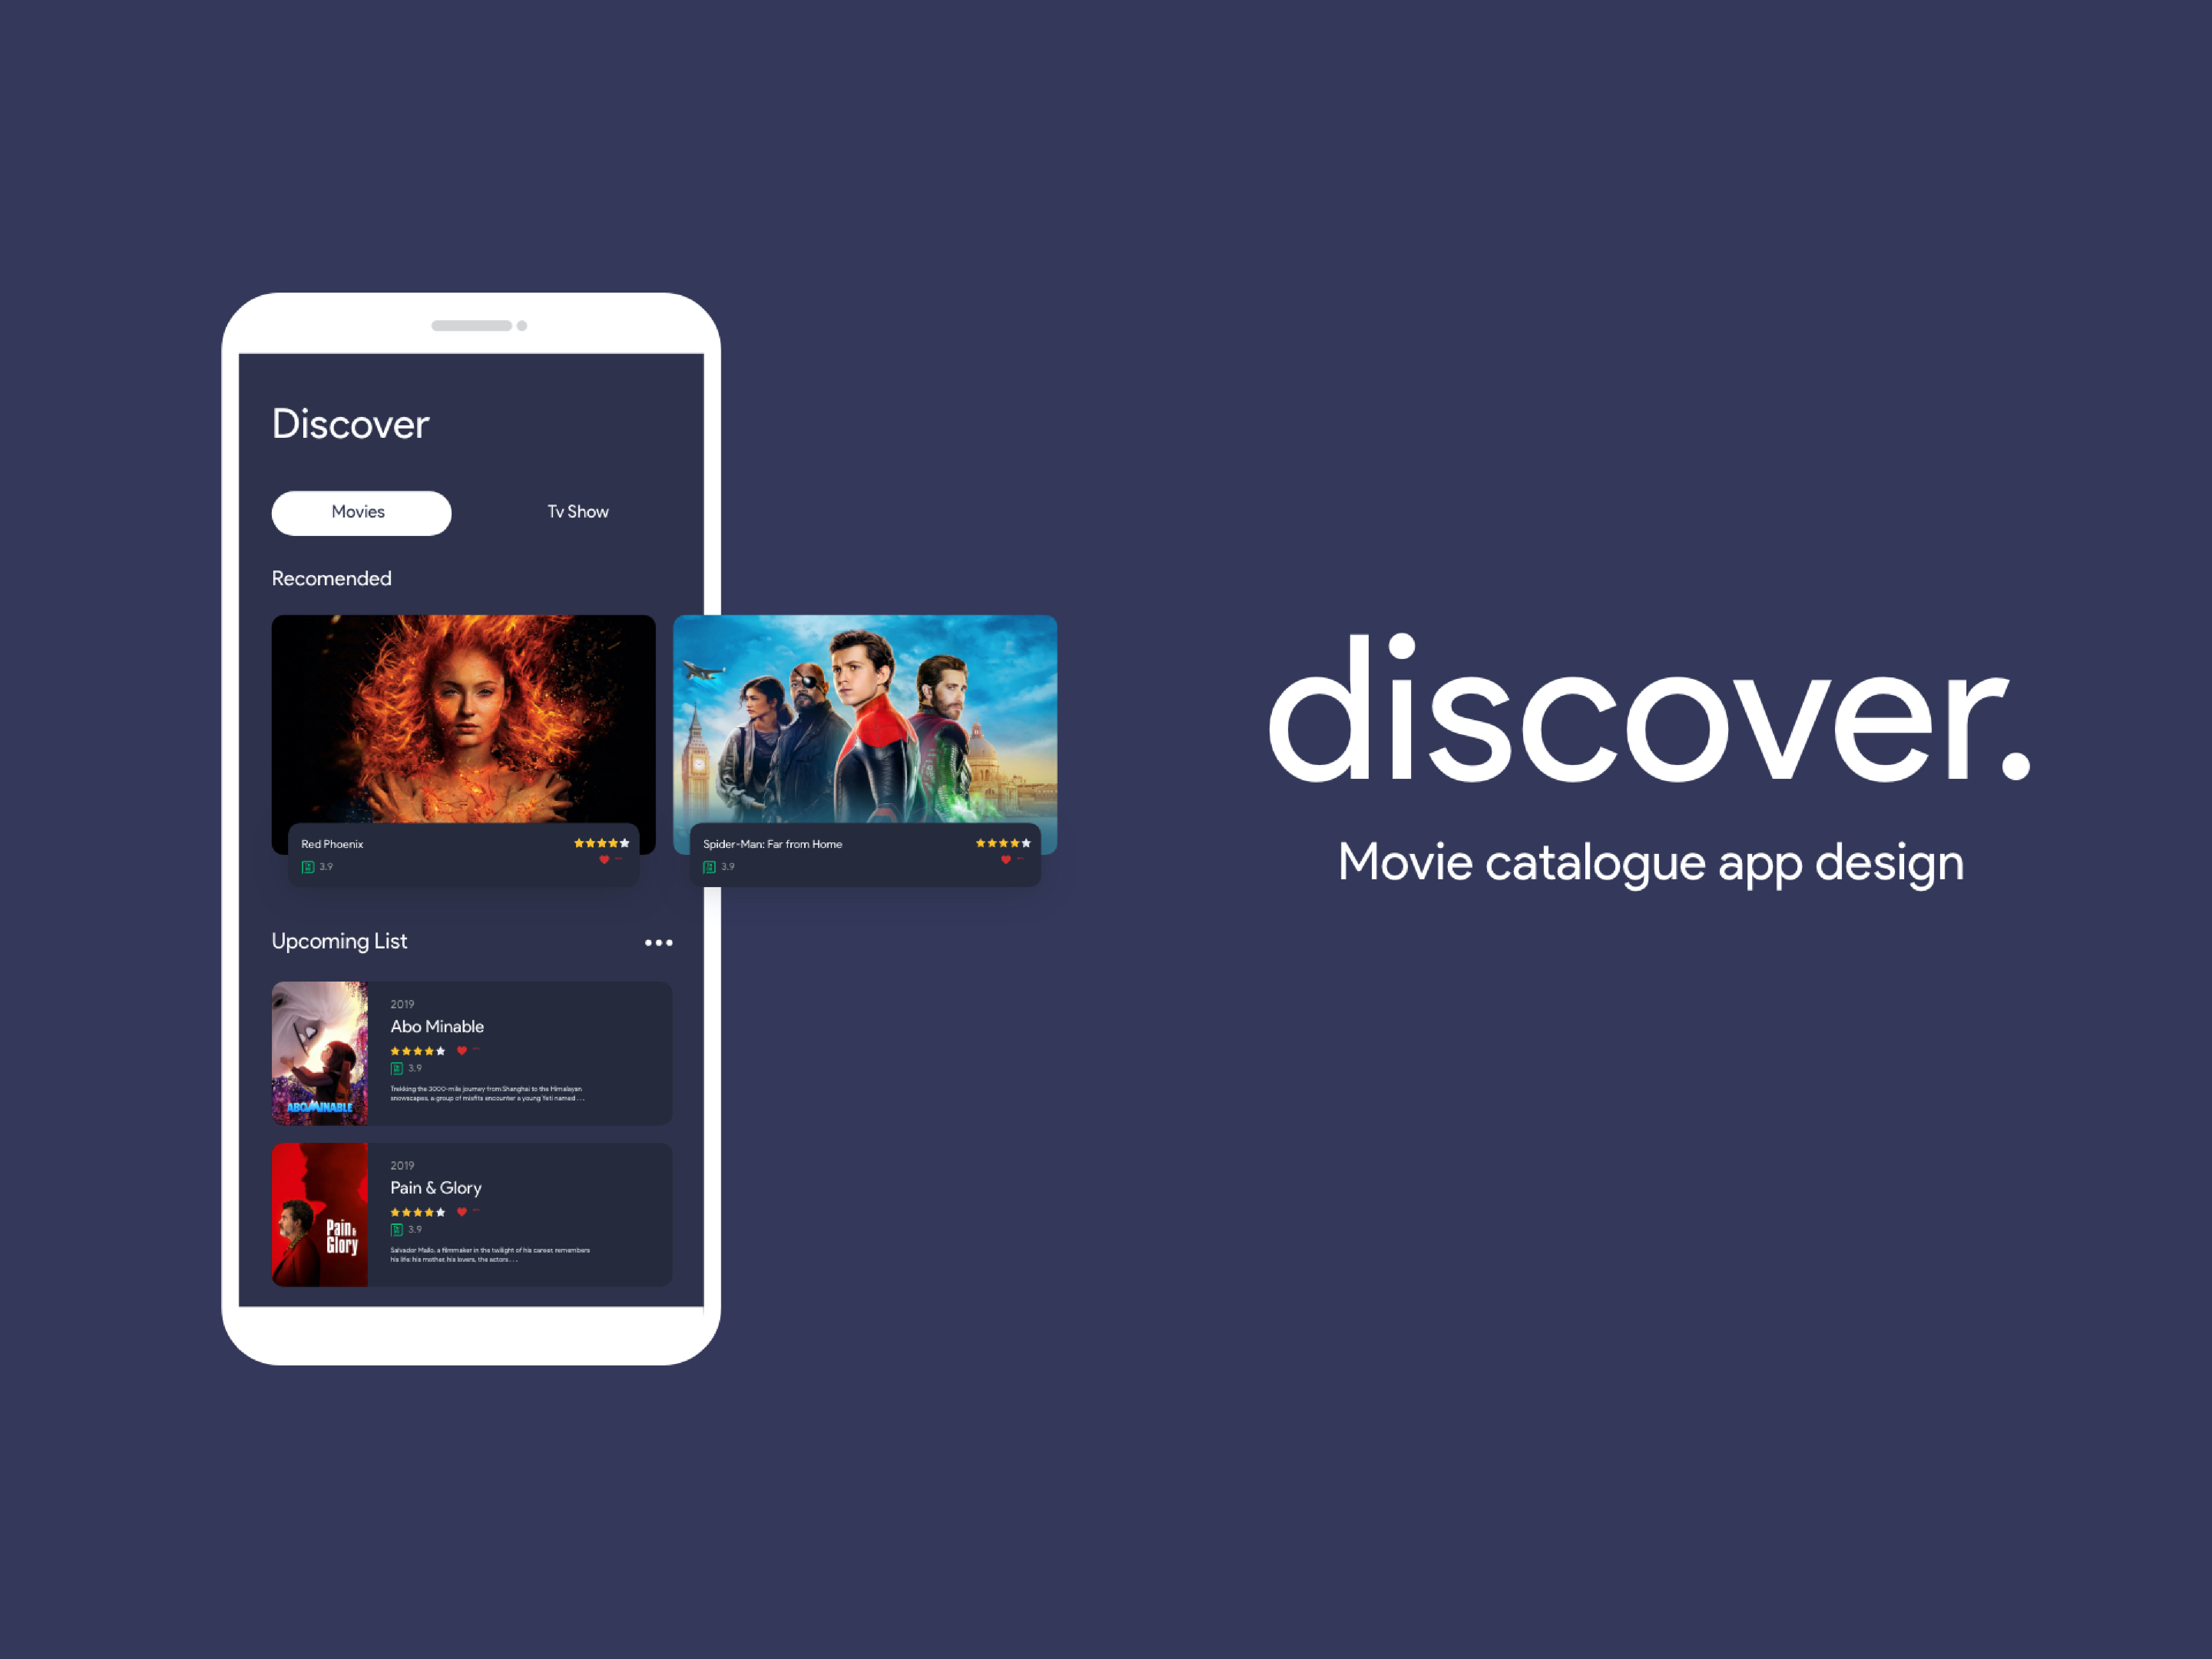 Discover
Movies
Tv Show
Recomended
Red Phoenix
3.9
Spider-Man: Far from Home
3.9
Upcoming List
2019
Abo Minable
3.9
Trekking the 3000-mile journey from Shanghai to the Himalayan
snowscapes, a group of misfits encounter a young Yeti named . . .
ABOMINABLE
2019
Pain & Glory
3.9
Salvador Mallo, a filmmaker in the twilight of his career, remembers
his life: his mother, his lovers, the actors . . .
Pain &
Glory
discover.
Movie catalogue app design